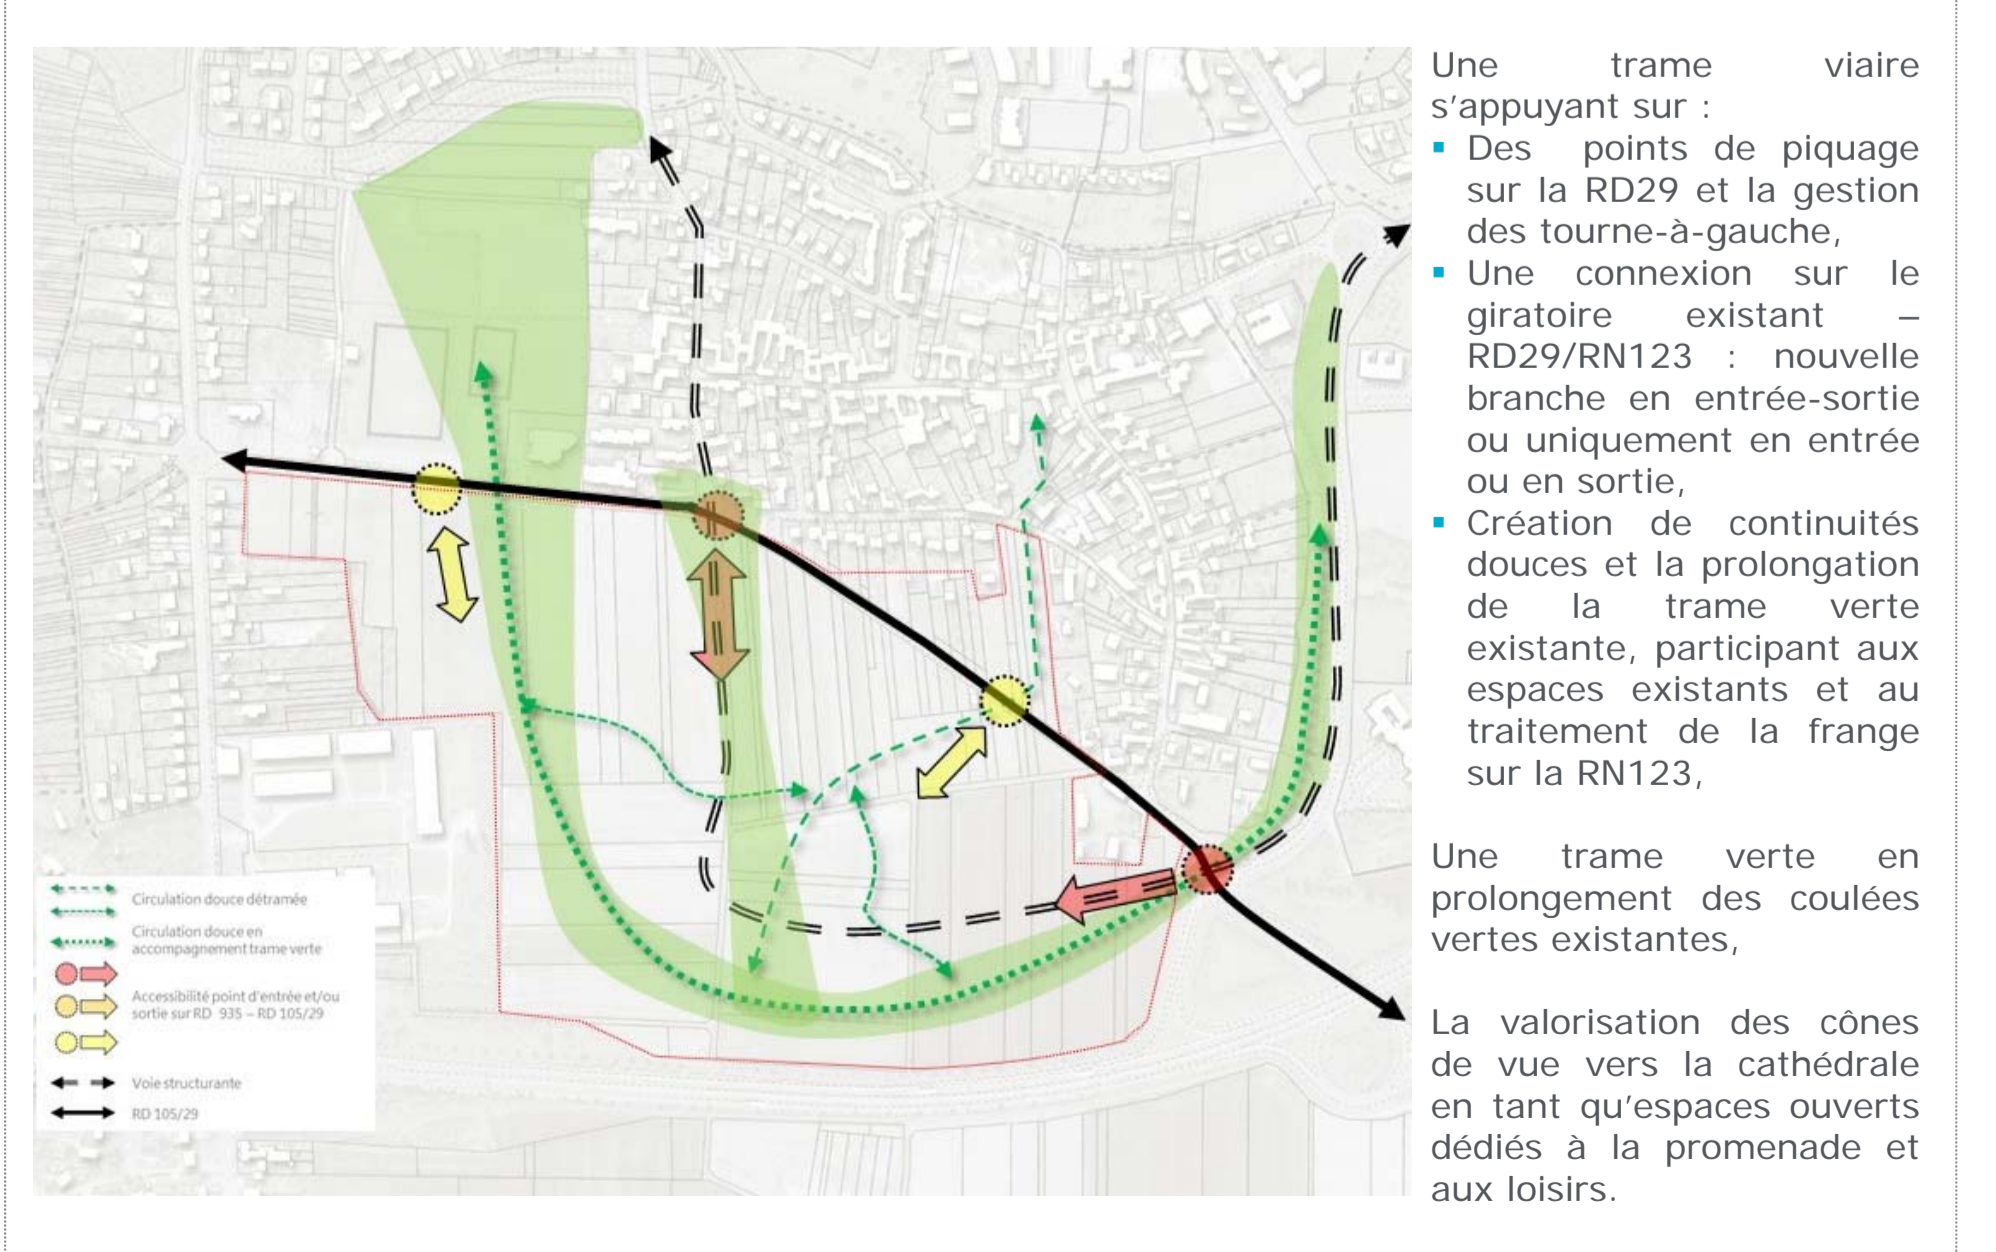 Une trame viaire
s'appuyant sur :
▪ Des points de piquage
sur la RD29 et la gestion
des tourne-à-gauche,
▪ Une connexion sur le
giratoire existant –
RD29/RN123 : nouvelle
branche en entrée-sortie
ou uniquement en entrée
ou en sortie,
▪ Création de continuités
douces et la prolongation
de la trame verte
existante, participant aux
espaces existants et au
traitement de la frange
sur la RN123,
Une trame verte en
prolongement des coulées
vertes existantes,
La valorisation des cônes
de vue vers la cathédrale
en tant qu'espaces ouverts
dédiés à la promenade et
aux loisirs.
Circulation douce détramée
Circulation douce en
accompagnement trame verte
Accessibilité point d'entrée et/ou
sortie sur RD 935 – RD 105/29
Voie structurante
RD 105/29